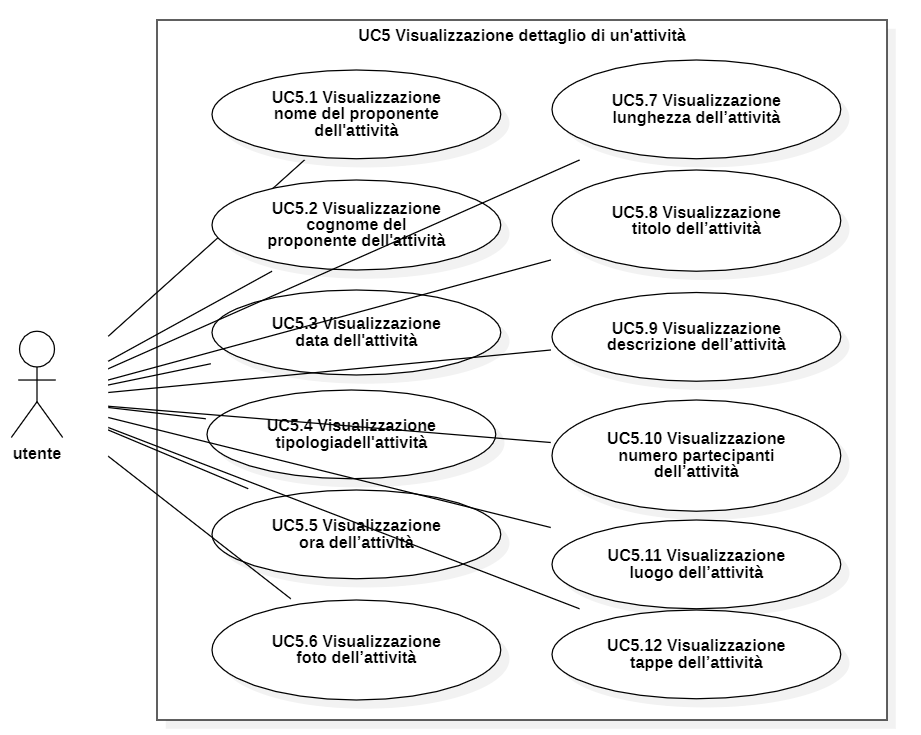 UC5 Visualizzazione dettaglio di un'attività
UC5.1 Visualizzazione
nome del proponente
dell'attività
UC5.2 Visualizzazione
cognome del
proponente dell'attività
UC5.3 Visualizzazione
data dell'attività
UC5.4 Visualizzazione
tipologiadell'attività
UC5.5 Visualizzazione
ora dell’attività
UC5.6 Visualizzazione
foto dell’attività
UC5.7 Visualizzazione
lunghezza dell’attività
UC5.8 Visualizzazione
titolo dell’attività
UC5.9 Visualizzazione
descrizione dell’attività
UC5.10 Visualizzazione
numero partecipanti
dell’attività
UC5.11 Visualizzazione
luogo dell’attività
UC5.12 Visualizzazione
tappe dell’attività
utente